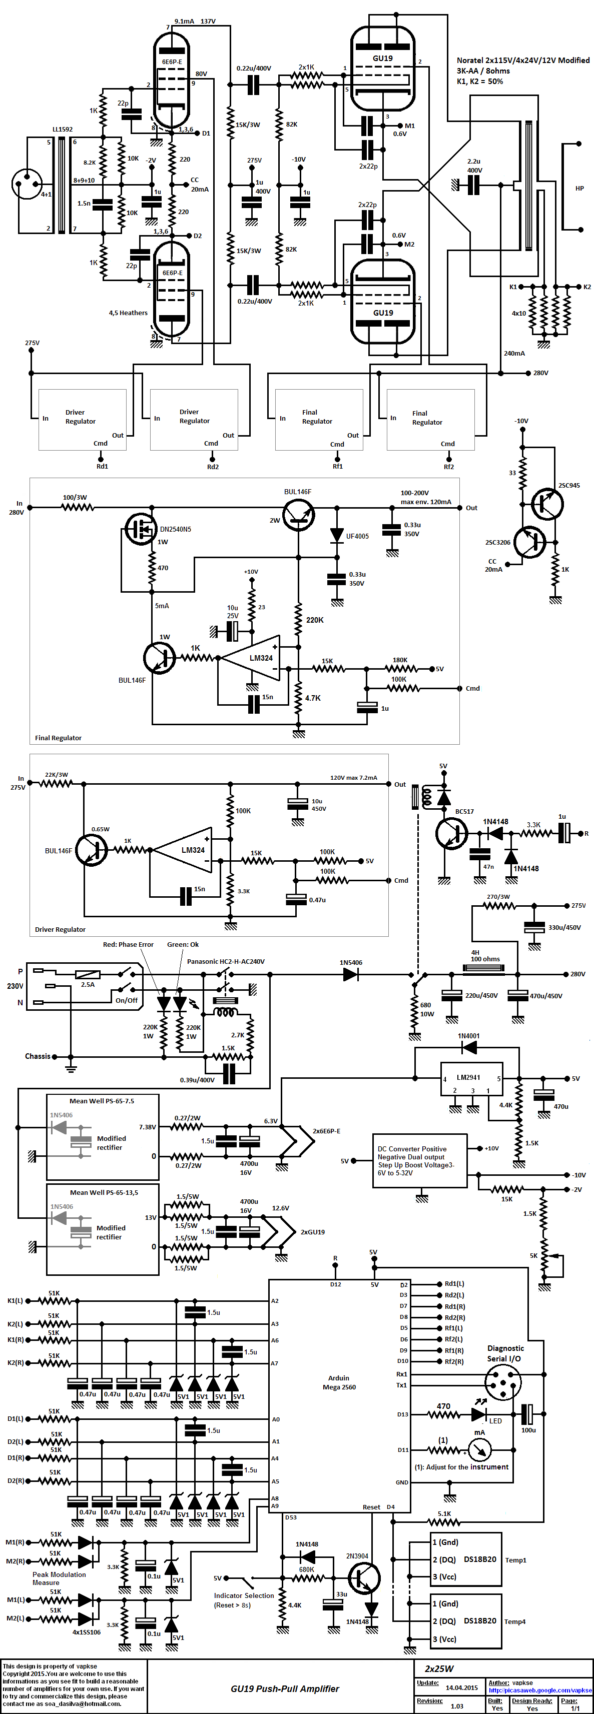 9.1mA 137V
7
6E6P-E
2
9
80V
22p
1K
LL1592
5
6
8.2K
10K
8
1,3,6
D1
220
-2V
8+9+10
4+1
CC
20mA
1u
1.5n
10K
220
2
7
1K
1,3,6
D2
22p
6E6P-E
2
9
8
7
4,5 Heathers
0.22u/400V
2x1K
15K/3W
82K
275V
-10V
1u
400V
1u
15K/3W
82K
0.22u/400V
2x1K
GU19
1
2
5
3
M1
0.6V
2x22p
2x22p
0.6V
M2
3
5
1
2
GU19
Noratel 2x115V/4x24V/12V Modified
3K-AA / 8ohms
K1, K2 = 50%
2.2u
400V
HP
K1
K2
4x10
240mA
280V
275V
In
Driver
Regulator
Out
Cmd
Rd1
In
Driver
Regulator
Out
Cmd
Rd2
In
Final
Regulator
Out
Cmd
Rf1
In
Final
Regulator
Out
Cmd
Rf2
-10V
33
2SC945
2SC3206
CC
20mA
1K
In
280V
100/3W
BUL146F
2W
100-200V
max env. 120mA
Out
DN2540N5
1W
470
5mA
UF4005
0.33u
350V
0.33u
350V
+10V
10u
25V
23
220K
1W
BUL146F
1K
LM324
15K
180K
5V
100K
Cmd
15n
4.7K
1u
Final Regulator
In
275V
22K/3W
120V max 7.2mA
Out
100K
10u
450V
0.65W
BUL146F
1K
LM324
15K
100K
5V
100K
Cmd
15n
3.3K
0.47u
Driver Regulator
5V
BC517
1N4148
3.3K
1u
R
47n
1N4148
270/3W
275V
330u/450V
4H
100 ohms
280V
220u/450V
470u/450V
680
10W
1N5406
Red: Phase Error
Green: Ok
Panasonic HC2-H-AC240V
P
230V
N
2.5A
On/Off
220K
1W
220K
1W
2.7K
1.5K
0.39u/400V
Chassis
1N4001
4
LM2941
5
2
3
1
5V
4.4K
470u
1.5K
Mean Well PS-65-7.5
1N5406
Modified
rectifier
7.38V
0
0.27/2W
0.27/2W
1.5u
4700u
16V
6.3V
2x6E6P-E
5V
DC Converter Positive
Negative Dual output
Step Up Boost Voltage3-
6V to 5-32V
+10V
-10V
15K
-2V
1.5K
5K
Mean Well PS-65-13,5
1N5406
Modified
rectifier
13V
0
1.5/5W
1.5/5W
1.5/5W
1.5/5W
1.5u
4700u
16V
12.6V
2xGU19
K1(L)
51K
K2(L)
51K
K1(R)
51K
K2(R)
51K
1.5u
1.5u
0.47u
0.47u
0.47u
0.47u
5V1
5V1
5V1
5V1
D1(L)
51K
D2(L)
51K
D1(R)
51K
D2(R)
51K
1.5u
1.5u
0.47u
0.47u
0.47u
0.47u
5V1
5V1
5V1
5V1
A2
A3
A6
A7
A0
A1
A4
A5
A8
A9
R
D12
5V
5V
Arduin
Mega 2560
D2
D3
D7
D8
D5
D6
D9
D10
Rd1(L)
Rd2(L)
Rd1(R)
Rd2(R)
Rf1(L)
Rf2(L)
Rf1(R)
Rf2(R)
Rx1
Tx1
Diagnostic
Serial I/O
D13
470
LED
100u
D11
(1)
mA
(1): Adjust for the instrument
GND
D53
Reset
D4
5.1K
M1(R)
51K
M2(R)
51K
Peak Modulation
Measure
3.3K
0.1u
5V1
M1(L)
51K
M2(L)
51K
4x1SS106
3.3K
0.1u
5V1
5V
Indicator Selection
(Reset > 8s)
1N4148
680K
4.4K
33u
2N3904
1N4148
1 (Gnd)
2 (DQ)
3 (Vcc)
DS18B20
Temp1
1 (Gnd)
2 (DQ)
3 (Vcc)
DS18B20
Temp4
This design is property of vapkse
Copyright 2015.You are welcome to use this
informations as you see fit to build a reasonable
number of amplifiers for your own use. If you want
to try and commercialize this design, please
contact me as soa_dasilva@hotmail.com,
GU19 Push-Pull Amplifier
2x25W
Update:
14.04.2015
Author: vapkse
http:/picasaweb.google.com/vapkse
Revision:
1.03
Built:
Yes
Design Ready:
Yes
Page:
1/1